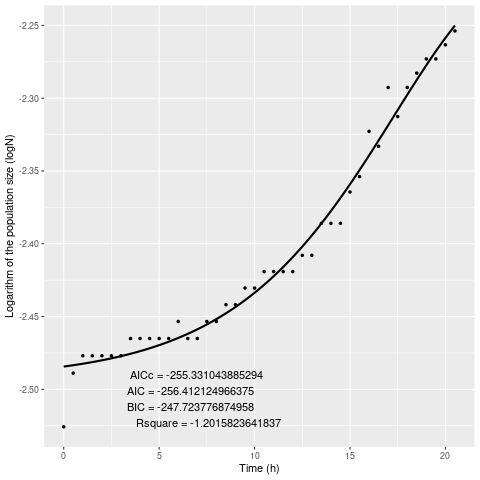 Logarithm of the population size (logN)
-2.25
-2.30
-2.35
-2.40
-2.45
-2.50
AICc = -255.331043885294
AIC = -256.412124966375
BIC = -247.723776874958
Rsquare = -1.2015823641837
0 5 10 15 20
Time (h)